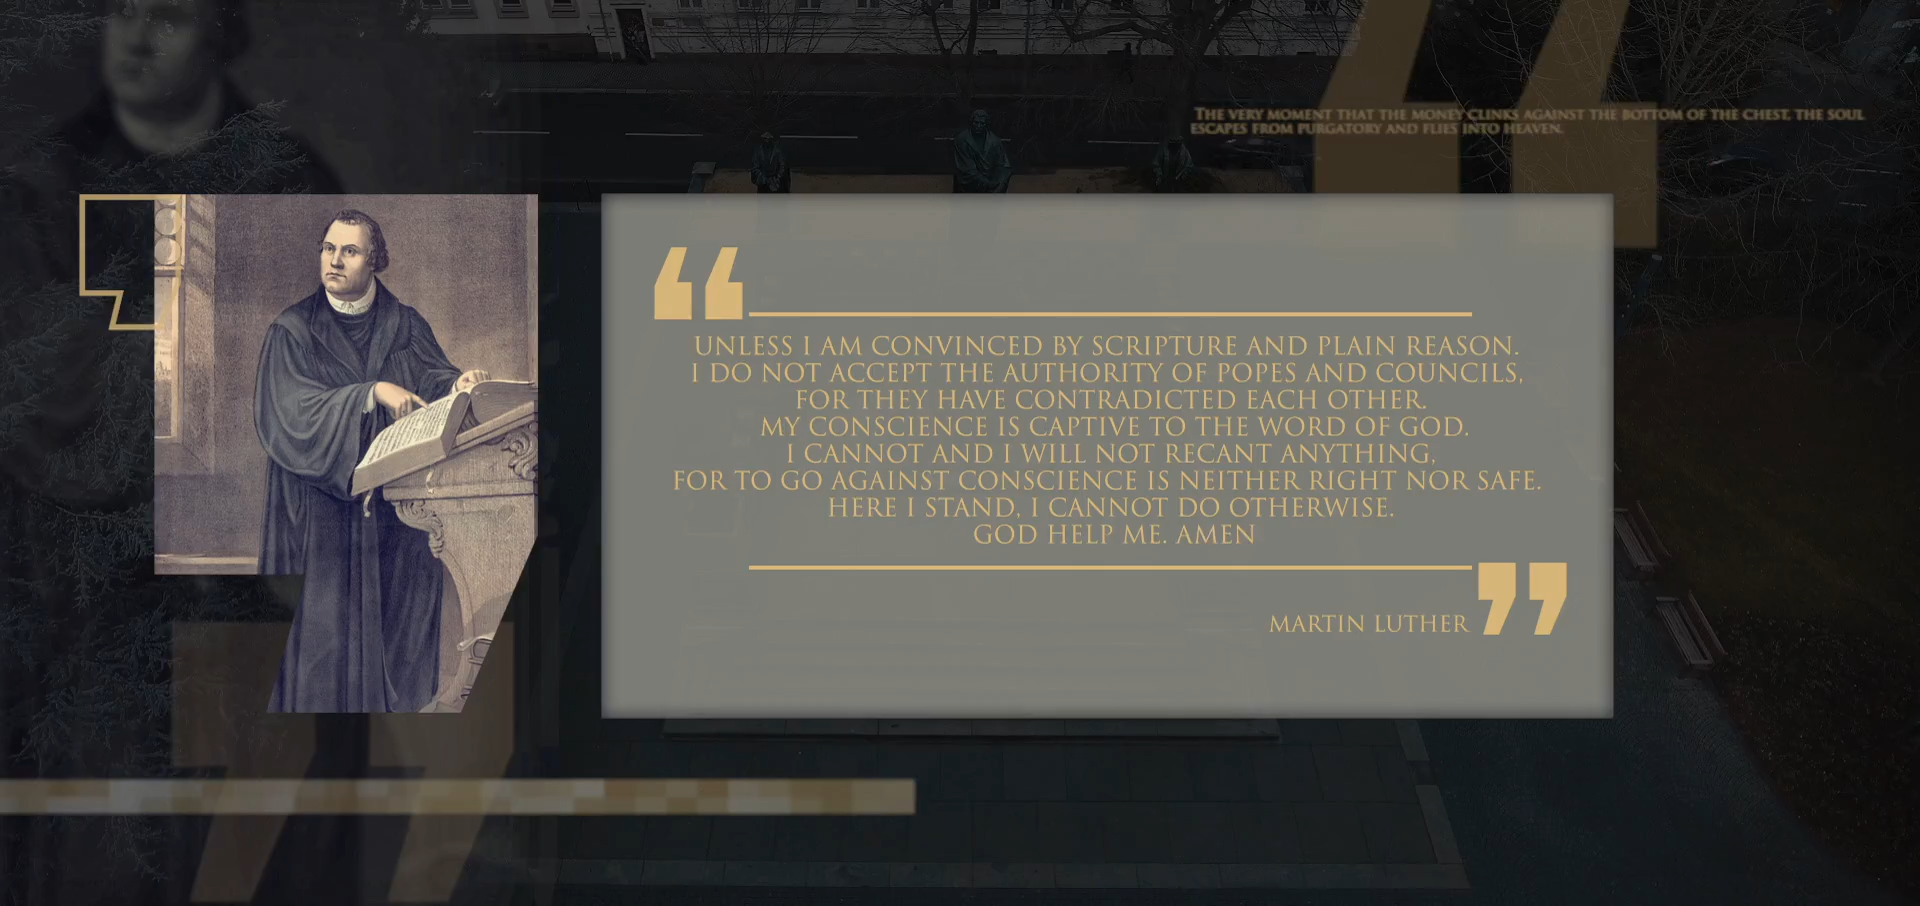 THE VERY MOMENT THAT THE MONEY CLINKS AGAINST THE BOTTOM OF THE CHEST, THE SOUL
ESCAPES FROM PURGATORY AND FLIES INTO HEAVEN.
“
UNLESS I AM CONVINCED BY SCRIPTURE AND PLAIN REASON.
I DO NOT ACCEPT THE AUTHORITY OF POPES AND COUNCILS,
FOR THEY HAVE CONTRADICTED EACH OTHER.
MY CONSCIENCE IS CAPTIVE TO THE WORD OF GOD.
I CANNOT AND I WILL NOT RECANT ANYTHING,
FOR TO GO AGAINST CONSCIENCE IS NEITHER RIGHT NOR SAFE.
HERE I STAND, I CANNOT DO OTHERWISE.
GOD HELP ME. AMEN
MARTIN LUTHER ”